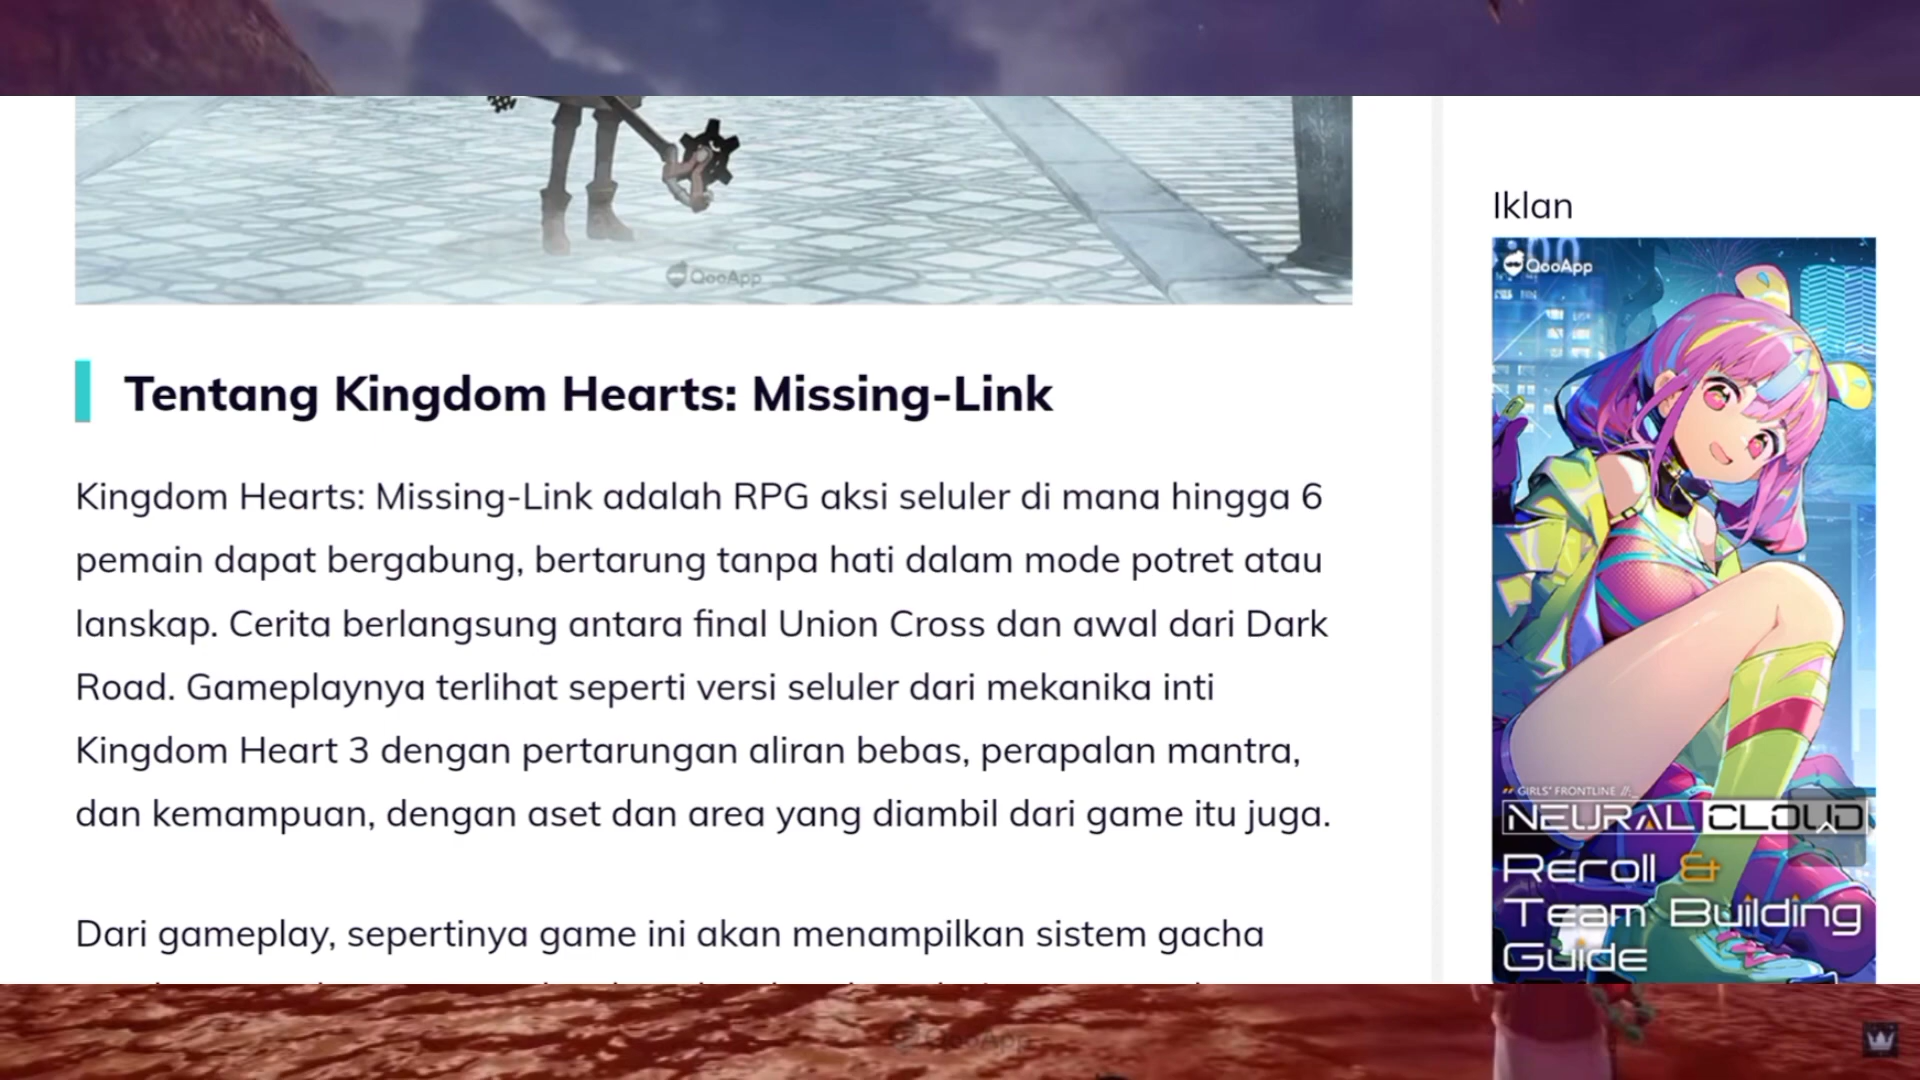 QooApp
Tentang Kingdom Hearts: Missing-Link
Kingdom Hearts: Missing-Link adalah RPG aksi seluler di mana hingga 6
pemain dapat bergabung, bertarung tanpa hati dalam mode potret atau
lanskap. Cerita berlangsung antara final Union Cross dan awal dari Dark
Road. Gameplaynya terlihat seperti versi seluler dari mekanika inti
Kingdom Heart 3 dengan pertarungan aliran bebas, perapalan mantra,
dan kemampuan, dengan aset dan area yang diambil dari game itu juga.
Dari gameplay, sepertinya game ini akan menampilkan sistem gacha
Iklan
QooApp
GIRLS' FRONTLINE
NEURAL CLOUD
Reroll &
Team Building
Guide
QooApp